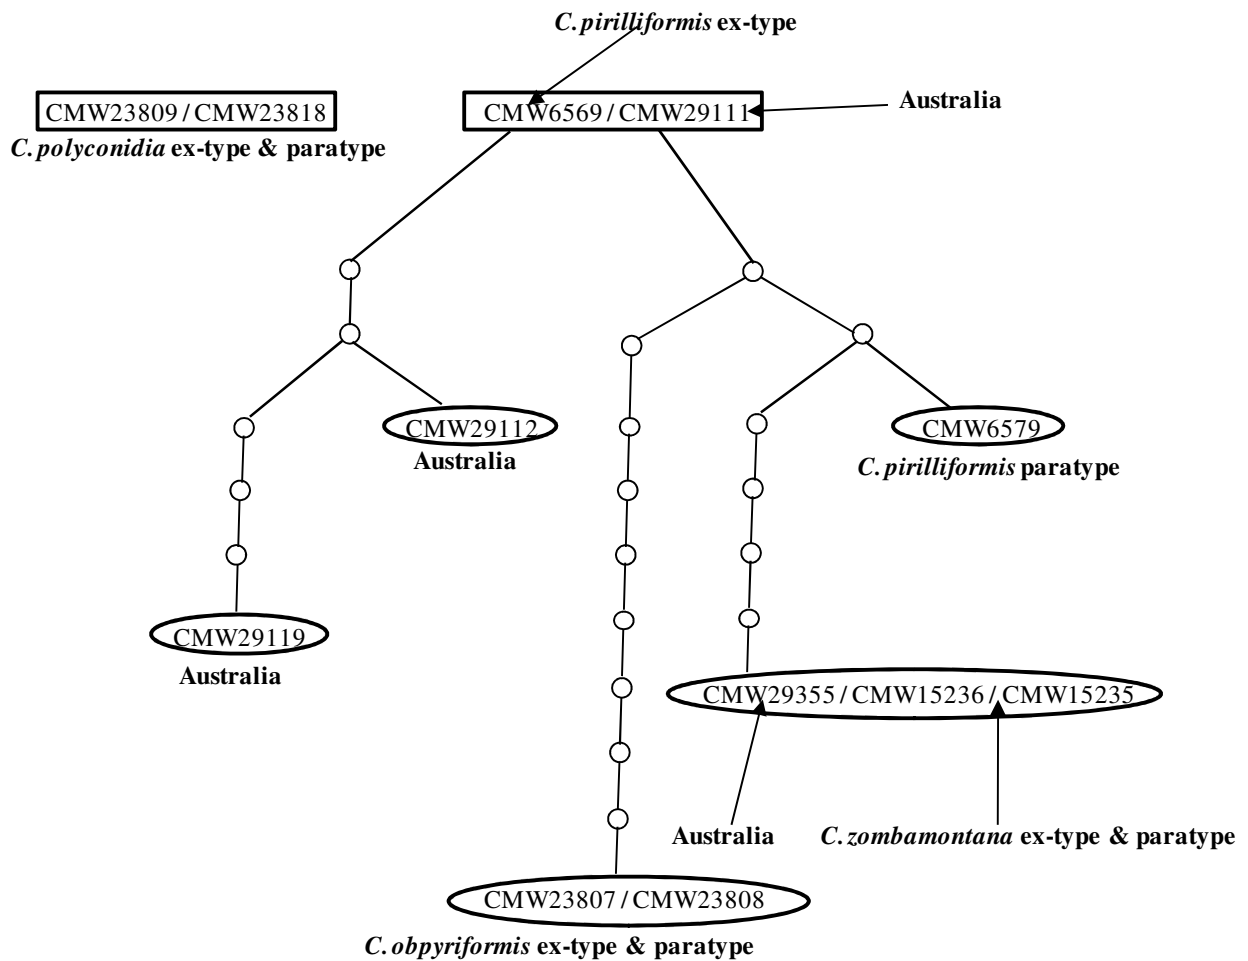 C. pirilliformis ex-type
CMW23809 / CMW23818
C. polyconidia ex-type & paratype
CMW6569 / CMW29111
Australia
CMW29112
Australia
CMW6579
C. pirilliformis paratype
CMW29119
Australia
CMW29355 / CMW15236 / CMW15235
Australia
C. zombamontana ex-type & paratype
CMW23807 / CMW23808
C. obpyriformis ex-type & paratype